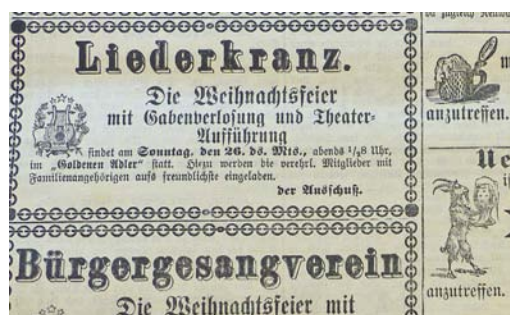 Liederkranz.
Die Weihnachtsfeier
mit Gabenverlosung und Theater-
Aufführung
findet am Sonntag, den 26. ds. Mts., abends ½8 Uhr,
im „Goldenen Adler“ statt. Hiezu werden die verehrl. Mitglieder mit
Familienangehörigen aufs freundlichste eingeladen.
der Ausschuß.
Bürgergesangverein
Die Weihnachtsfeier mit
anzutreffen.
anzutreffen.